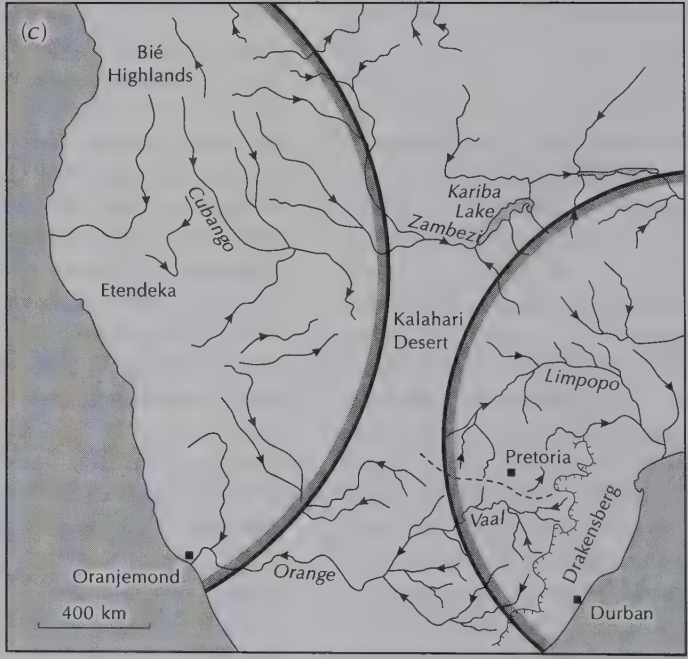 (c)
Bié
Highlands
Cubango
Etendeka
Kariba
Lake
Zambezi
Kalahari
Desert
Limpopo
Pretoria
Vaal
Drakensberg
Oranjemond
Orange
Durban
400 km